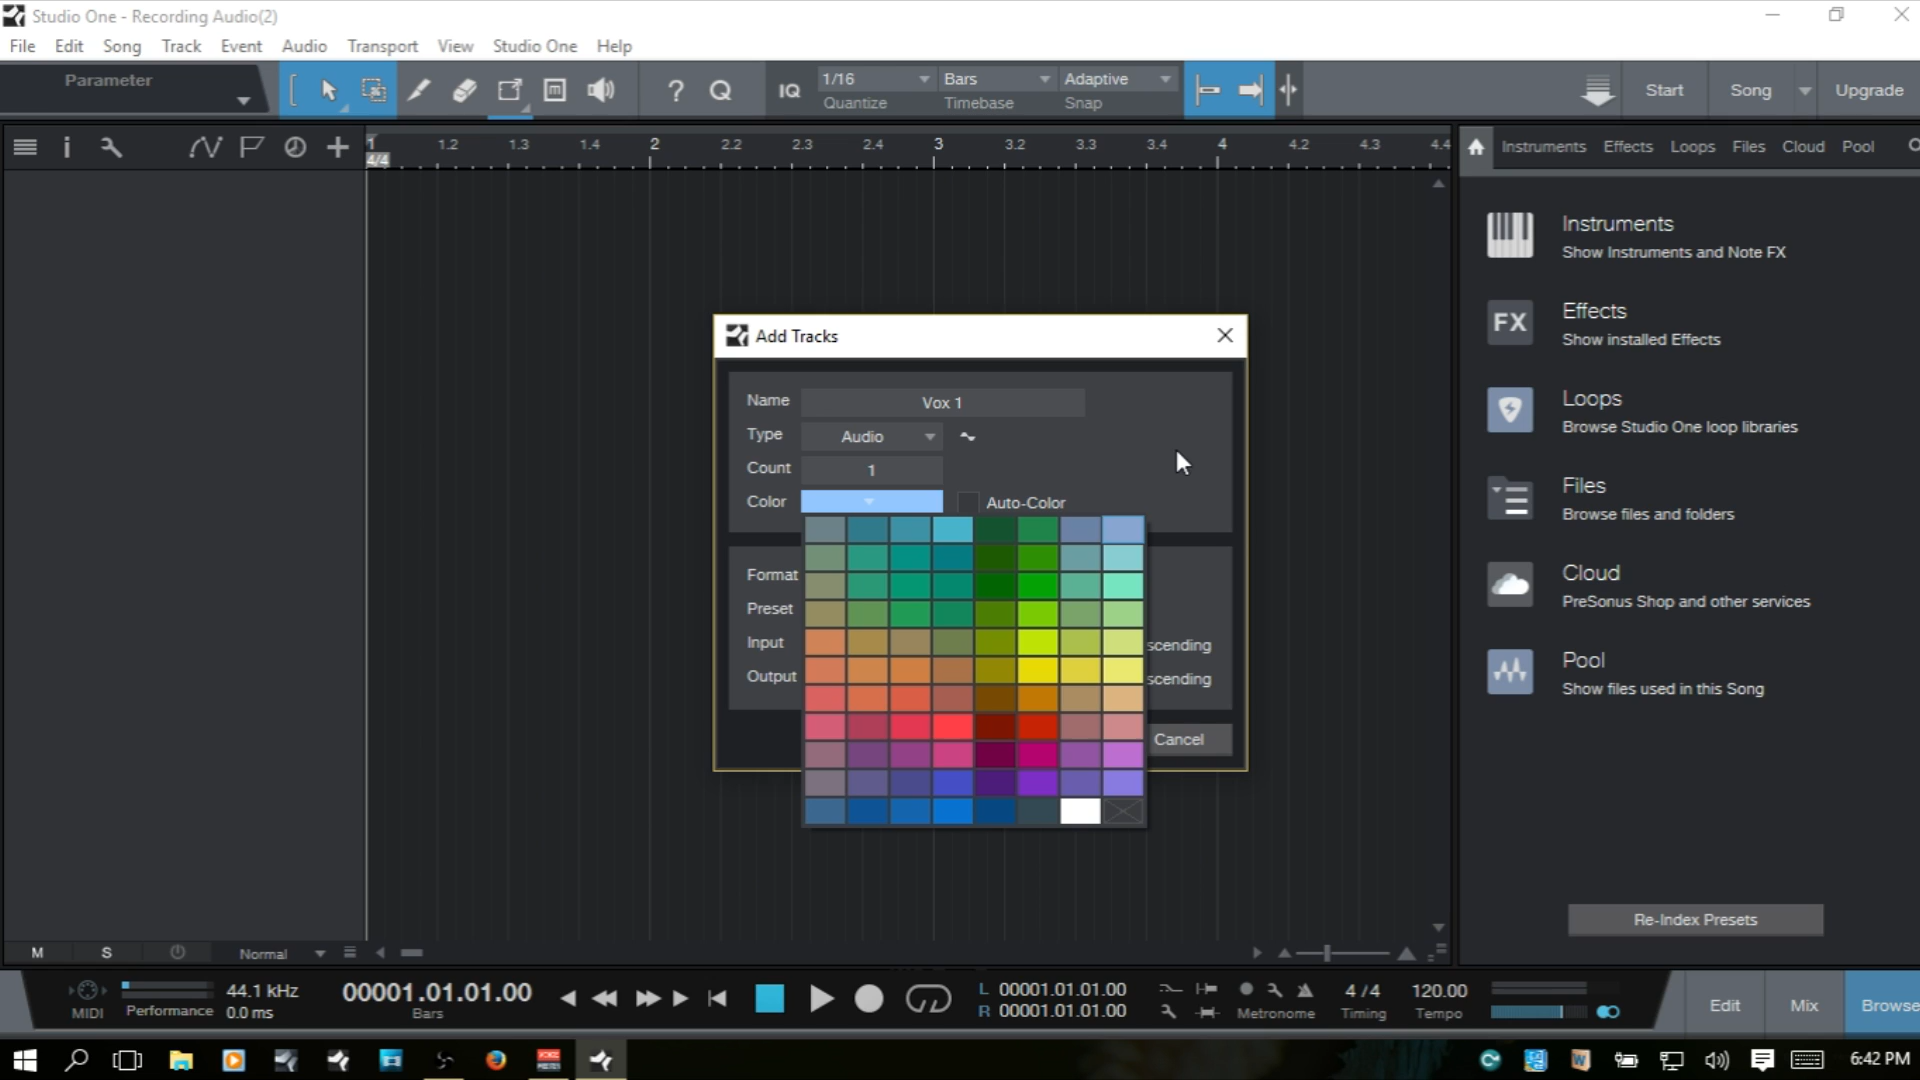 Studio One - Recording Audio(2)
File Edit Song Track Event Audio Transport View Studio One Help
Parameter
? Q IQ 1/16 Bars Adaptive Start Song Upgrade
Quantize Timebase Snap
i 1 1.2 1.3 1.4 2 2.2 2.3 2.4 3 3.2 3.3 3.4 4 4.2 4.3 4.4
4/4
Instruments Effects Loops Files Cloud Pool
Instruments
Show Instruments and Note FX
FX
Effects
Show installed Effects
Loops
Browse Studio One loop libraries
Files
Browse files and folders
Cloud
PreSonus Shop and other services
Pool
Show files used in this Song
Re-Index Presets
Add Tracks
Name Vox 1
Type Audio
Count 1
Color Auto-Color
Format
Preset
Input scending
Output scending
Cancel
M S Normal
MIDI
Performance
44.1 kHz
0.0 ms
00001.01.01.00
Bars
L 00001.01.01.00
R 00001.01.01.00
Metronome
4 / 4
Timing
120.00
Tempo
Edit Mix Browse
6:42 PM